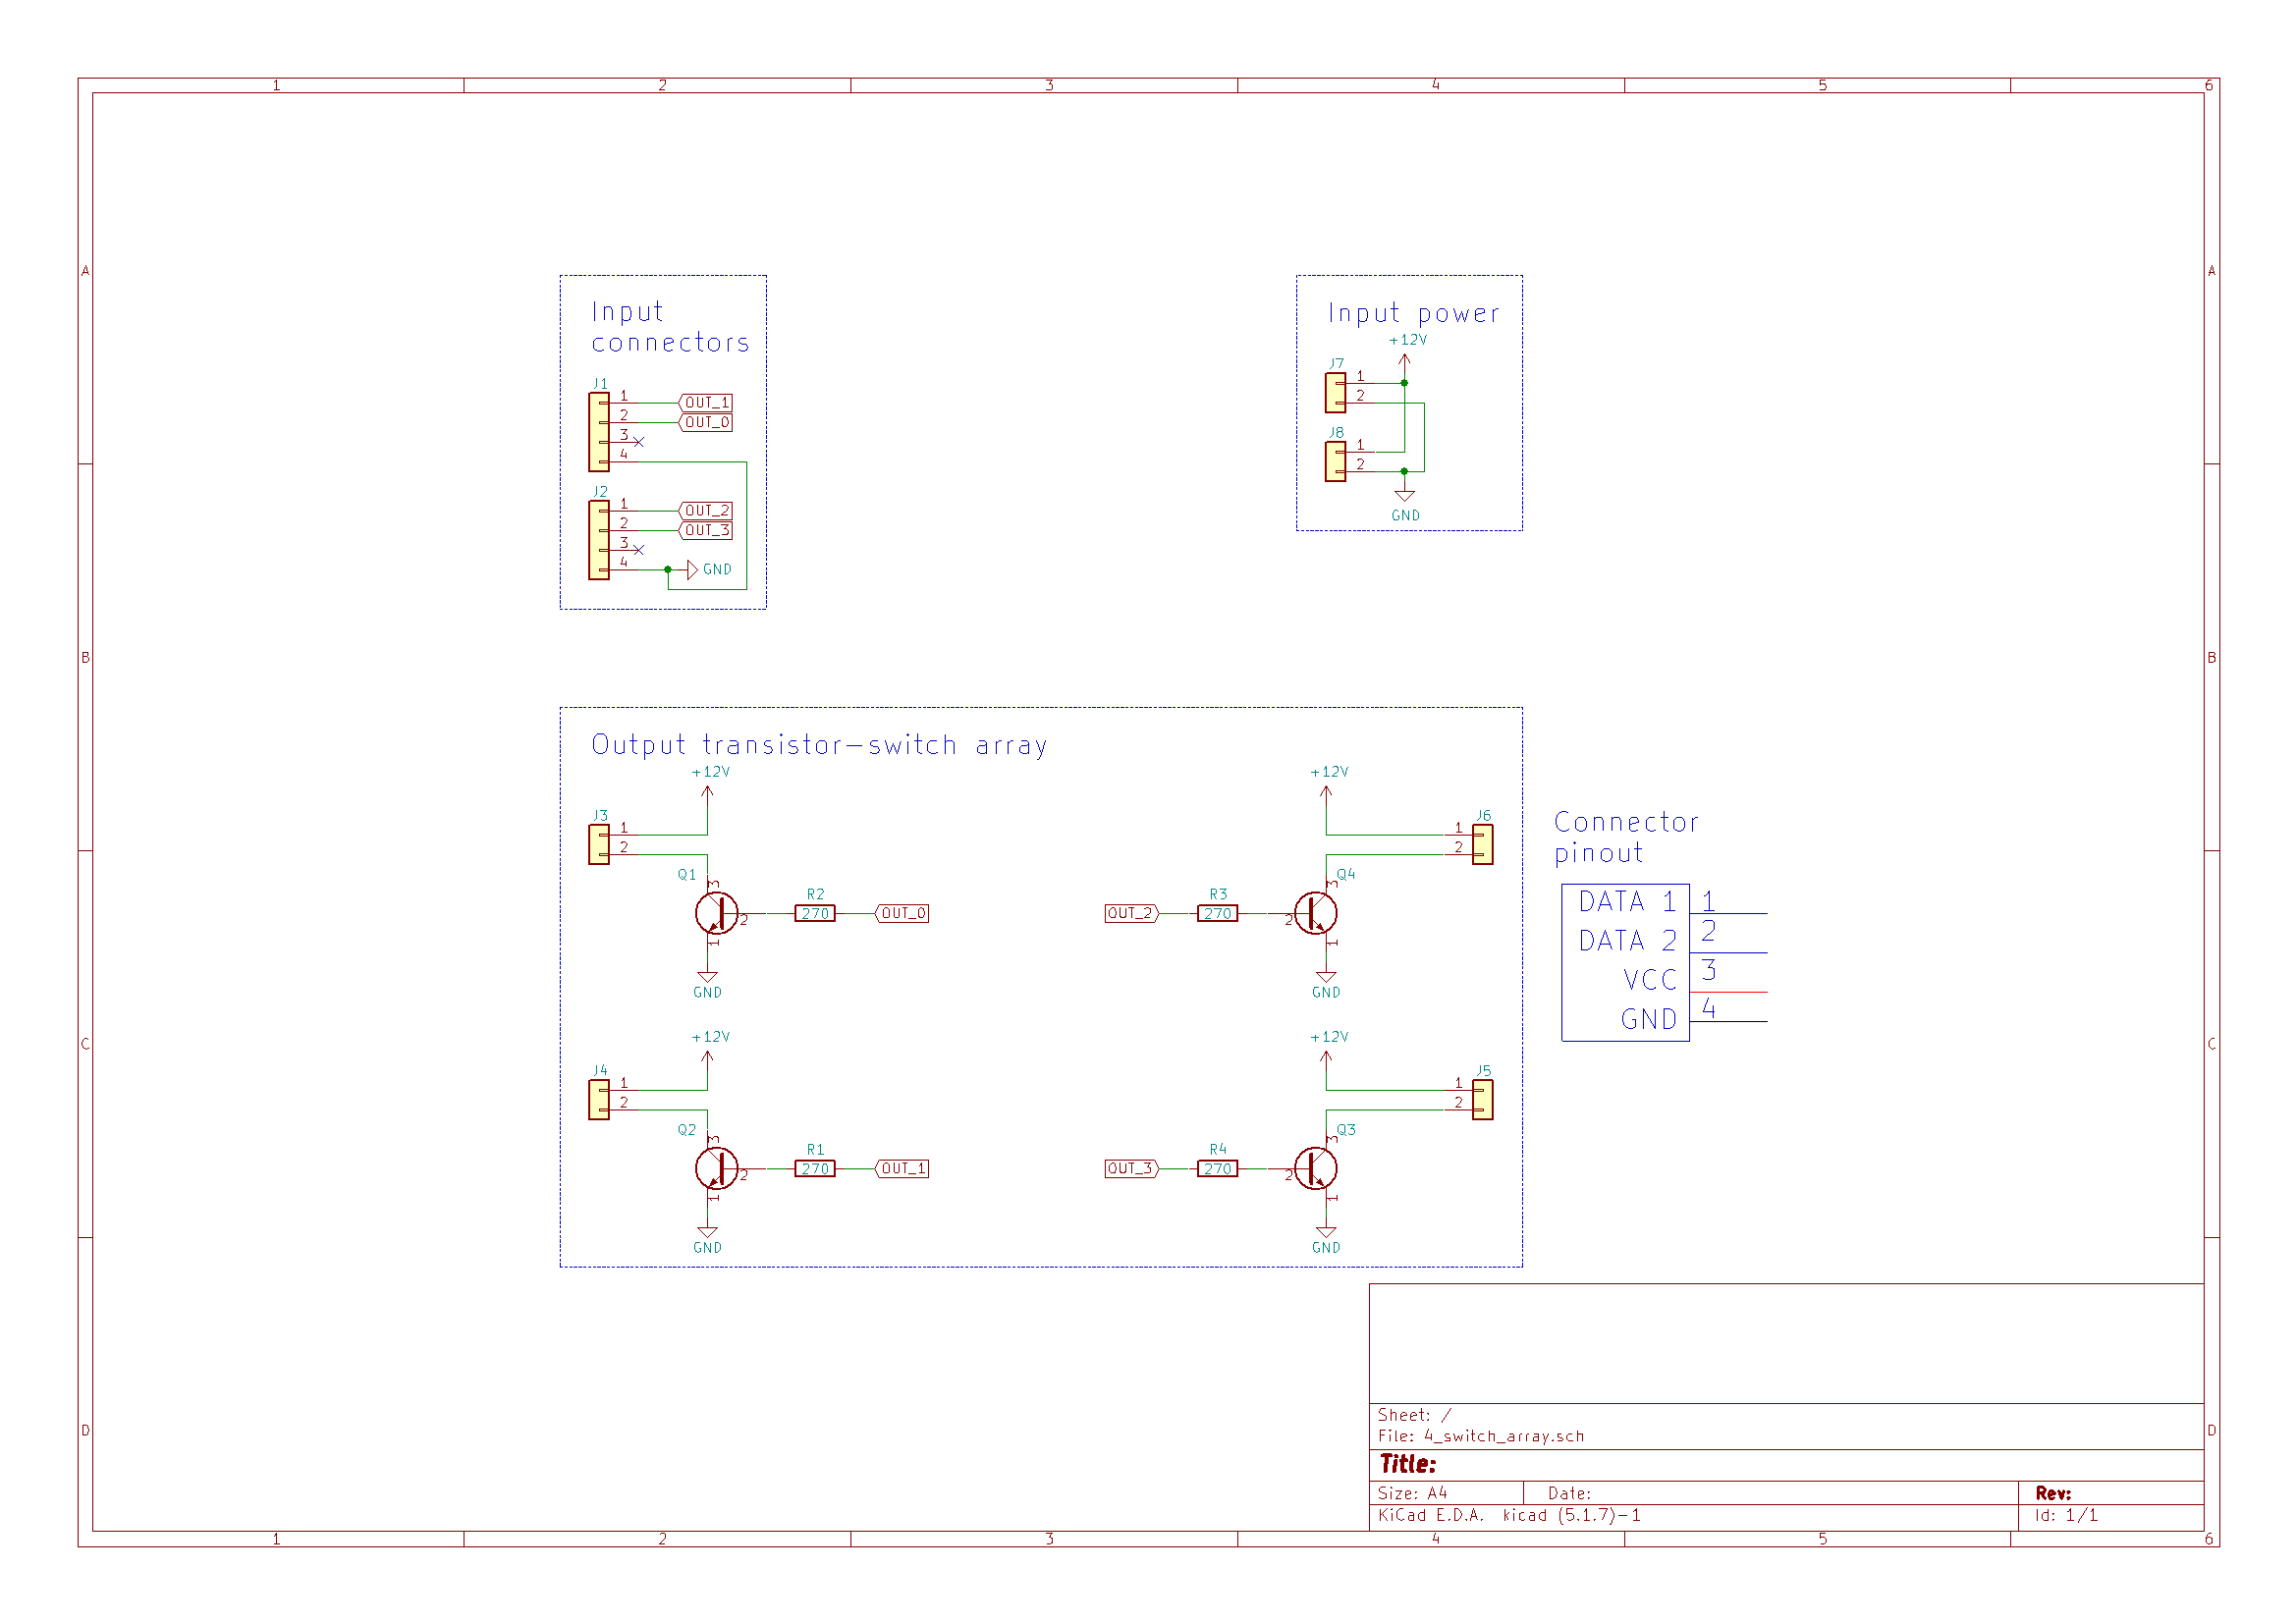 1 2 3 4 5 6
A A
Input
connectors
J1
1 OUT_1
2 OUT_0
3
4
J2
1 OUT_2
2 OUT_3
3
4 GND
Input power
+12V
J7
1
2
J8
1
2
GND
B B
Output transistor-switch array
+12V
J3
1
2
Q1
3
2
1
R2
270
OUT_0
GND
+12V
J6
1
2
Q4
3
2
1
R3
270
OUT_2
GND
+12V
J4
1
2
Q2
3
2
1
R1
270
OUT_1
GND
+12V
J5
1
2
Q3
3
2
1
R4
270
OUT_3
GND
Connector
pinout
DATA 1 1
DATA 2 2
VCC 3
GND 4
C C
D D
Sheet: /
File: 4_switch_array.sch
Title:
Size: A4 Date: Rev:
KiCad E.D.A. kicad (5.1.7)-1 Id: 1/1
1 2 3 4 5 6